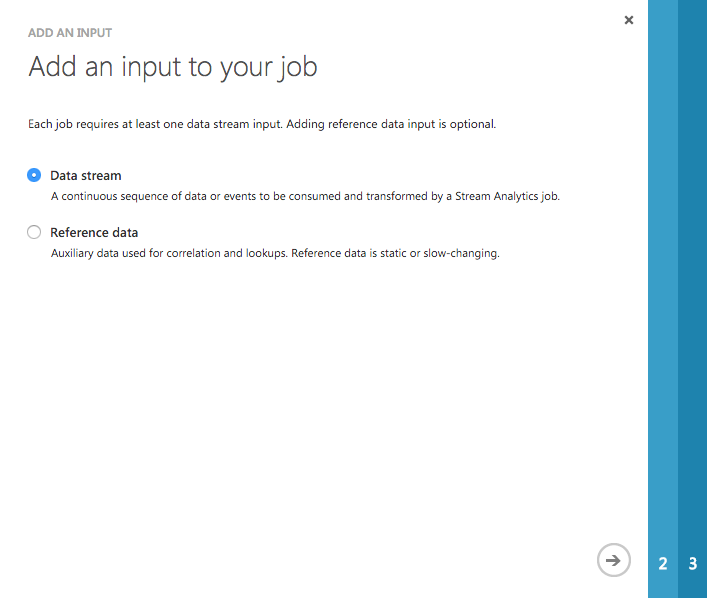 ADD AN INPUT
Add an input to your job
Each job requires at least one data stream input. Adding reference data input is optional.
Data stream
A continuous sequence of data or events to be consumed and transformed by a Stream Analytics job.
Reference data
Auxiliary data used for correlation and lookups. Reference data is static or slow-changing.
2 3